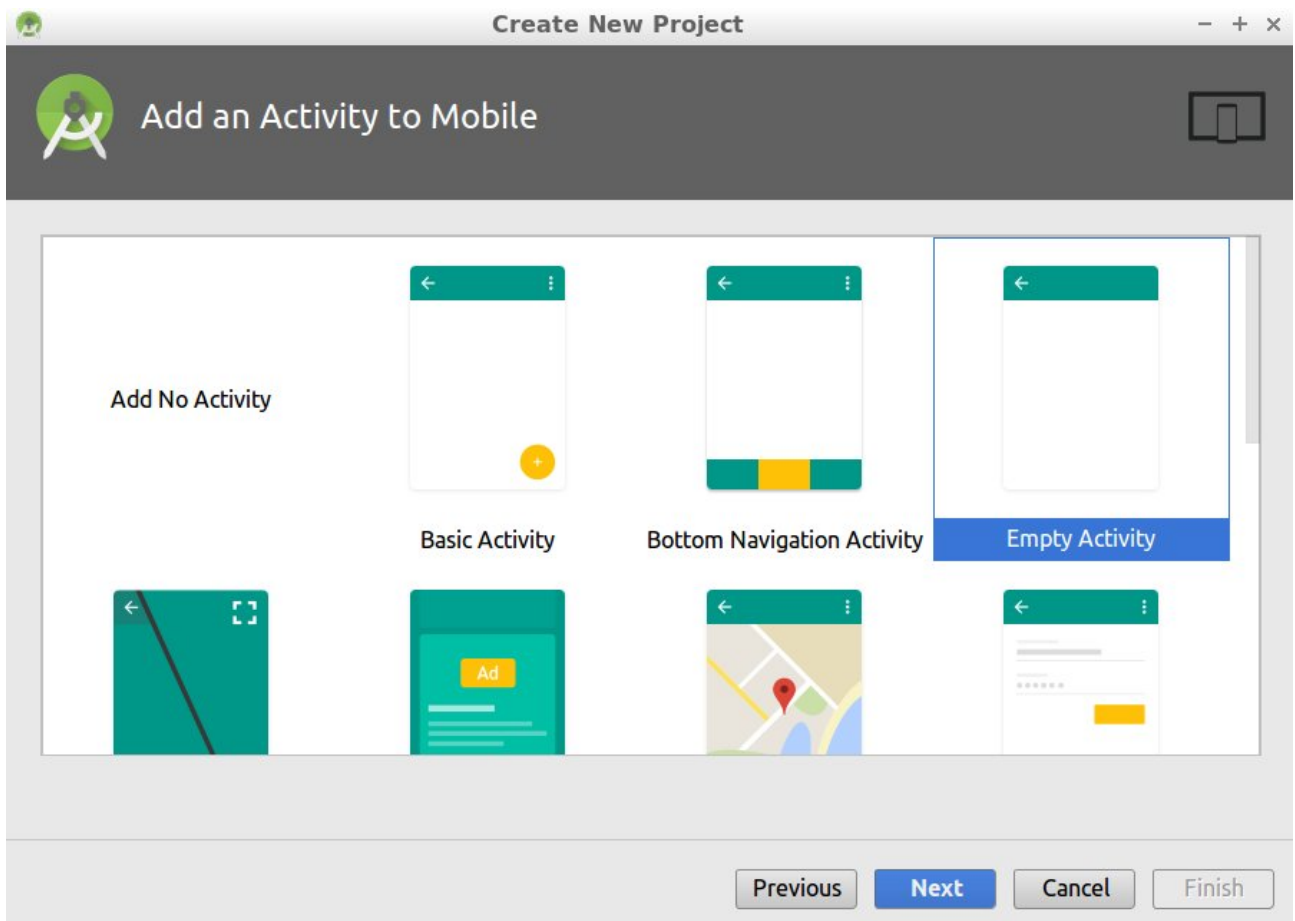 Create New Project
Add an Activity to Mobile
Add No Activity
Basic Activity
Bottom Navigation Activity
Empty Activity
Ad
Previous
Next
Cancel
Finish